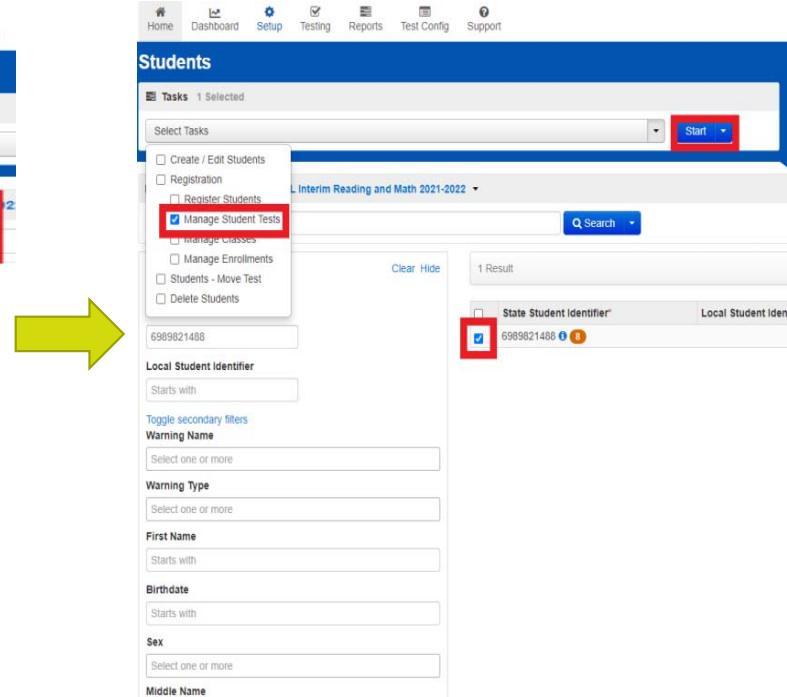 Home Dashboard Setup Testing Reports Test Config Support
Students
Tasks 1 Selected
Select Tasks
Start
Create / Edit Students
Registration
Register Students
L Interim Reading and Math 2021-2022
Manage Student Tests
Search
Manage Classes
Manage Enrollments
Clear Hide
1 Result
Students - Move Test
Delete Students
State Student Identifier*
Local Student Iden
6989821488
6989821488 8
Local Student Identifier
Starts with
Toggle secondary filters
Warning Name
Select one or more
Warning Type
Select one or more
First Name
Starts with
Birthdate
Starts with
Sex
Select one or more
Middle Name